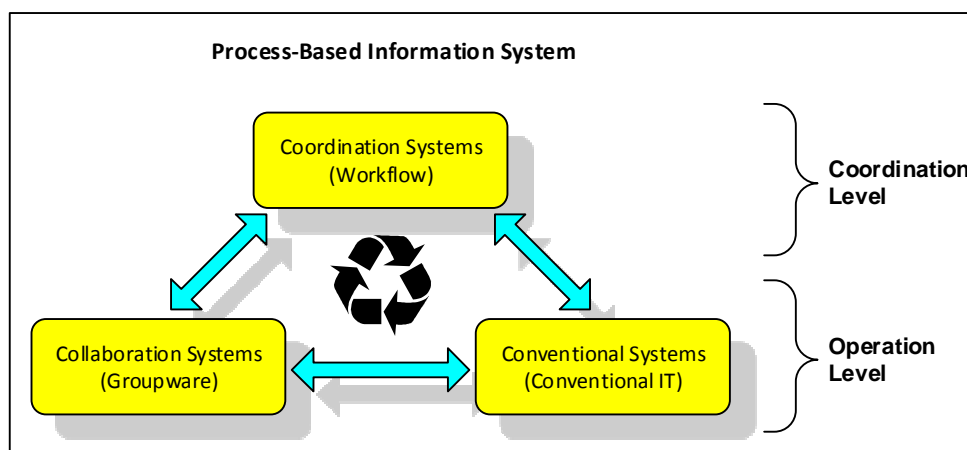 Process-Based Information System
Coordination Systems
(Workflow)
Coordination
Level
Collaboration Systems
(Groupware)
Conventional Systems
(Conventional IT)
Operation
Level